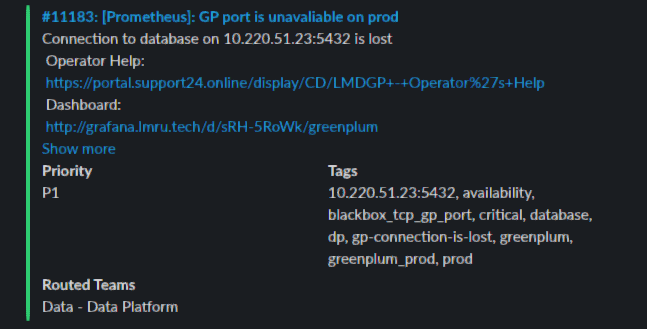 #11183: [Prometheus]: GP port is unavaliable on prod
Connection to database on 10.220.51.23:5432 is lost
Operator Help:
https://portal.support24.online/display/CD/LMDGP+-+Operator%27s+Help
Dashboard:
http://grafana.lmru.tech/d/sRH-5RoWk/greenplum
Show more
Priority
P1
Tags
10.220.51.23:5432, availability,
blackbox_tcp_gp_port, critical, database,
dp, gp-connection-is-lost, greenplum,
greenplum_prod, prod
Routed Teams
Data - Data Platform